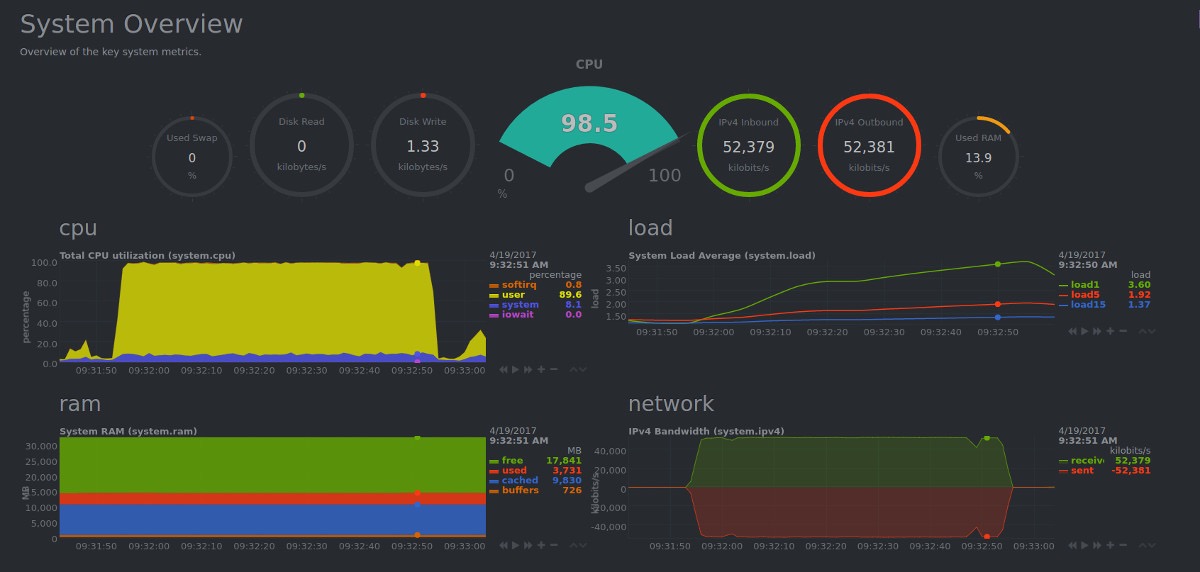 System Overview
Overview of the key system metrics.
CPU
Used Swap
0
%
Disk Read
0
kilobytes/s
Disk Write
1.33
kilobytes/s
98.5
0
100
%
IPv4 Inbound
52,379
kilobits/s
IPv4 Outbound
52,381
kilobits/s
Used RAM
13.9
%
cpu
Total CPU utilization (system.cpu)
percentage
100.0
80.0
60.0
40.0
20.0
0.0
09:31:50 09:32:00 09:32:10 09:32:20 09:32:30 09:32:40 09:32:50 09:33:00
4/19/2017
9:32:51 AM
percentage
softirq 0.8
user 89.6
system 8.1
iowait 0.0
load
System Load Average (system.load)
load
3.50
2.50
2.00
1.50
09:31:50 09:32:00 09:32:10 09:32:20 09:32:30 09:32:40 09:32:50
4/19/2017
9:32:50 AM
load
load1 3.60
load5 1.92
load15 1.37
ram
System RAM (system.ram)
MB
30,000
25,000
20,000
15,000
10,000
5,000
0
09:31:50 09:32:00 09:32:10 09:32:20 09:32:30 09:32:40 09:32:50 09:33:00
4/19/2017
9:32:51 AM
MB
free 17,841
used 3,731
cached 9,830
buffers 726
network
IPv4 Bandwidth (system.ipv4)
kilobits/s
40,000
20,000
0
-20,000
-40,000
09:31:50 09:32:00 09:32:10 09:32:20 09:32:30 09:32:40 09:32:50 09:33:00
4/19/2017
9:32:51 AM
kilobits/s
receiv 52,379
sent -52,381